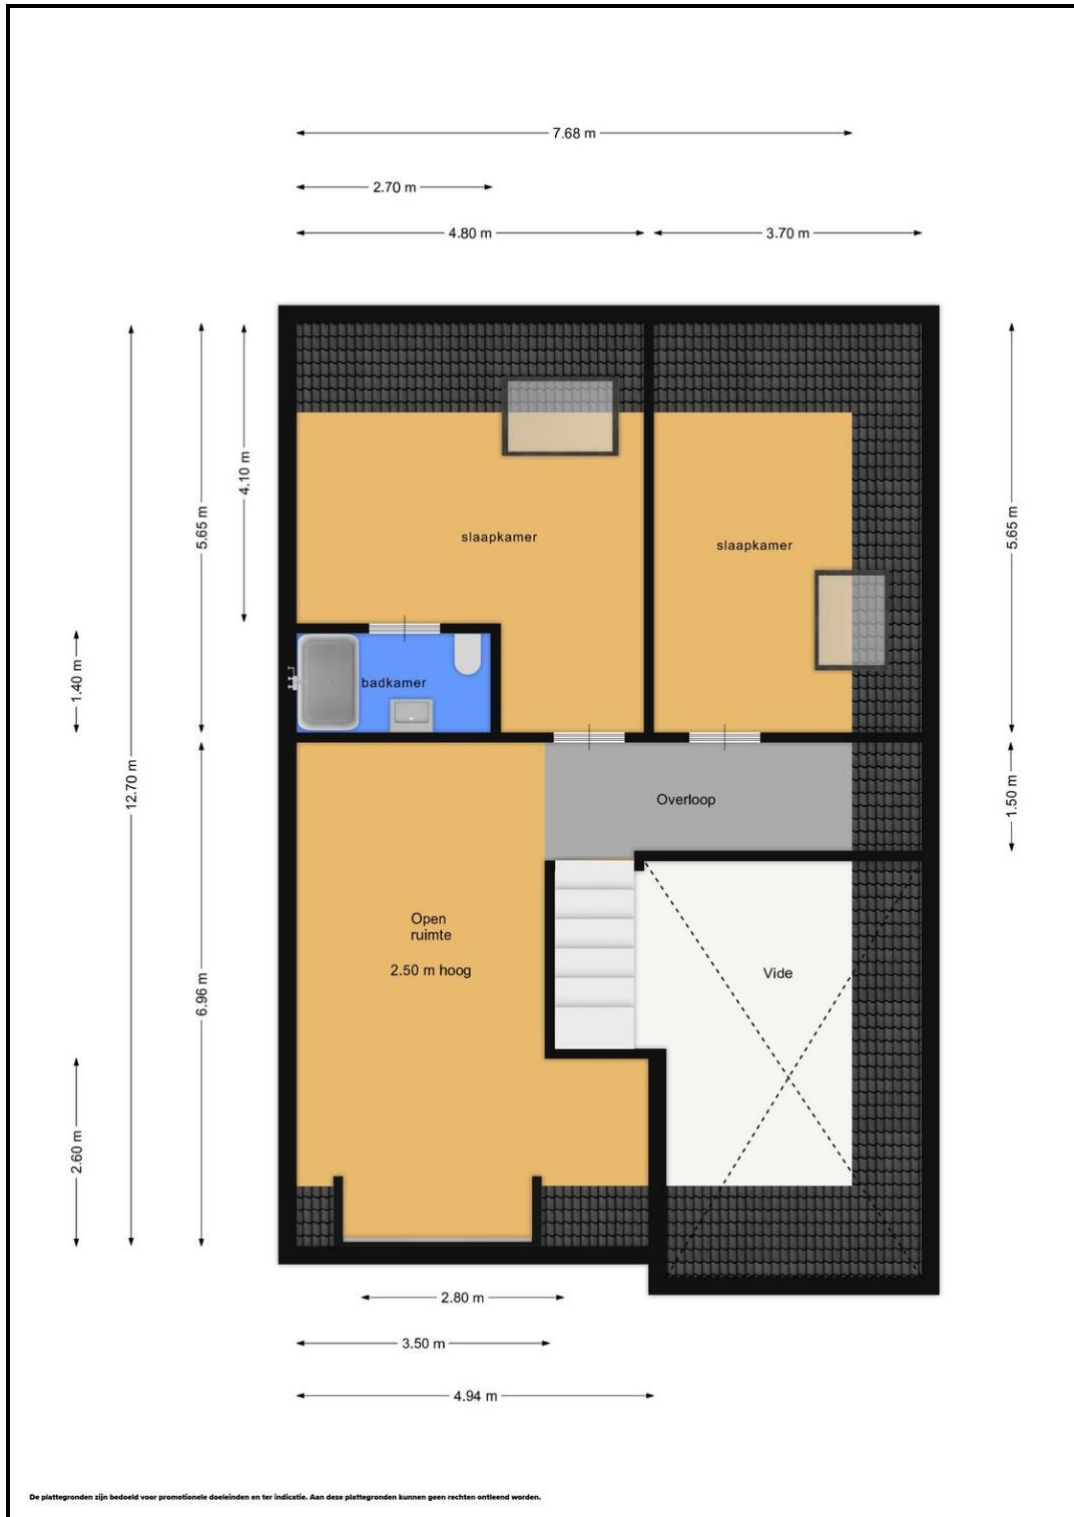 7.68 m
2.70 m
4.80 m
3.70 m
4.10 m
5.65 m
5.65 m
slaapkamer
slaapkamer
1.40 m
badkamer
12.70 m
1.50 m
Overloop
Open
ruimte
2.50 m hoog
Vide
6.96 m
2.60 m
2.80 m
3.50 m
4.94 m
De plattegronden zijn bedoeld voor promotionele doeleinden en ter indicatie. Aan deze plattegronden kunnen geen rechten ontleend worden.